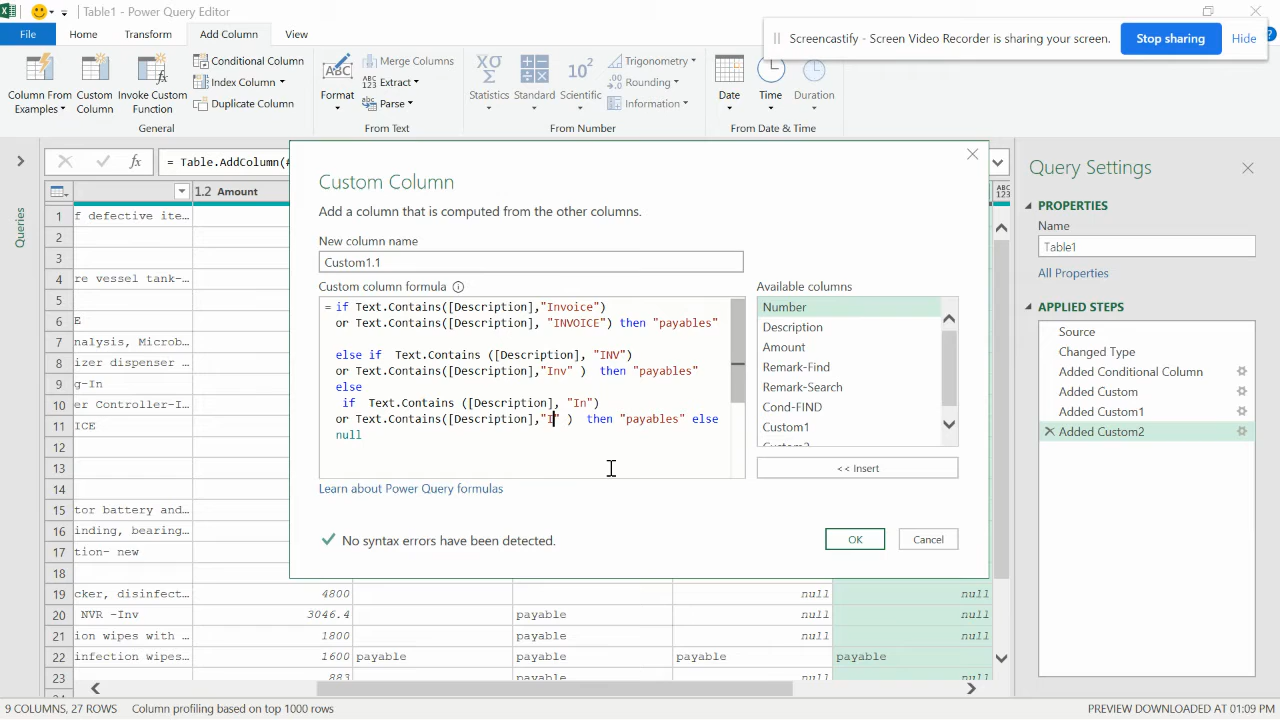 Table1 - Power Query Editor
File
Home
Transform
Add Column
View
Screencastify - Screen Video Recorder is sharing your screen.
Stop sharing
Hide
Column From
Examples
Custom
Column
Invoke Custom
Function
Conditional Column
Index Column
Duplicate Column
General
ABC
Format
Merge Columns
ABC
123 Extract
abc Parse
From Text
XΣ
σ
Statistics
Standard
10²
Scientific
Trigonometry
.00
→.0 Rounding
Information
From Number
Date
Time
Duration
From Date & Time
fx
= Table.AddColumn(#
Queries
1.2 Amount
ABC
123
1 f defective ite…
2
3
4 re vessel tank-…
5
6 E
7 nalysis, Microb…
8 izer dispenser …
9 g-In
10 er Controller-I…
11 ICE
12
13
14
15 tor battery and…
16 inding, bearing…
17 tion- new
18
19 cker, disinfect… 4800 null null
20 NVR -Inv 3046.4 payable null null
21 ion wipes with … 1800 payable null null
22 infection wipes… 1600 payable payable payable payable
23 883 payable null null
Custom Column
Add a column that is computed from the other columns.
New column name
Custom1.1
Custom column formula
= if Text.Contains([Description],"Invoice")
or Text.Contains([Description], "INVOICE") then "payables"
else if Text.Contains ([Description], "INV")
or Text.Contains([Description],"Inv" ) then "payables"
else
if Text.Contains ([Description], "In")
or Text.Contains([Description],"I" ) then "payables" else
null
Learn about Power Query formulas
Available columns
Number
Description
Amount
Remark-Find
Remark-Search
Cond-FIND
Custom1
<< Insert
No syntax errors have been detected.
OK
Cancel
Query Settings
PROPERTIES
Name
Table1
All Properties
APPLIED STEPS
Source
Changed Type
Added Conditional Column
Added Custom
Added Custom1
Added Custom2
9 COLUMNS, 27 ROWS
Column profiling based on top 1000 rows
PREVIEW DOWNLOADED AT 01:09 PM